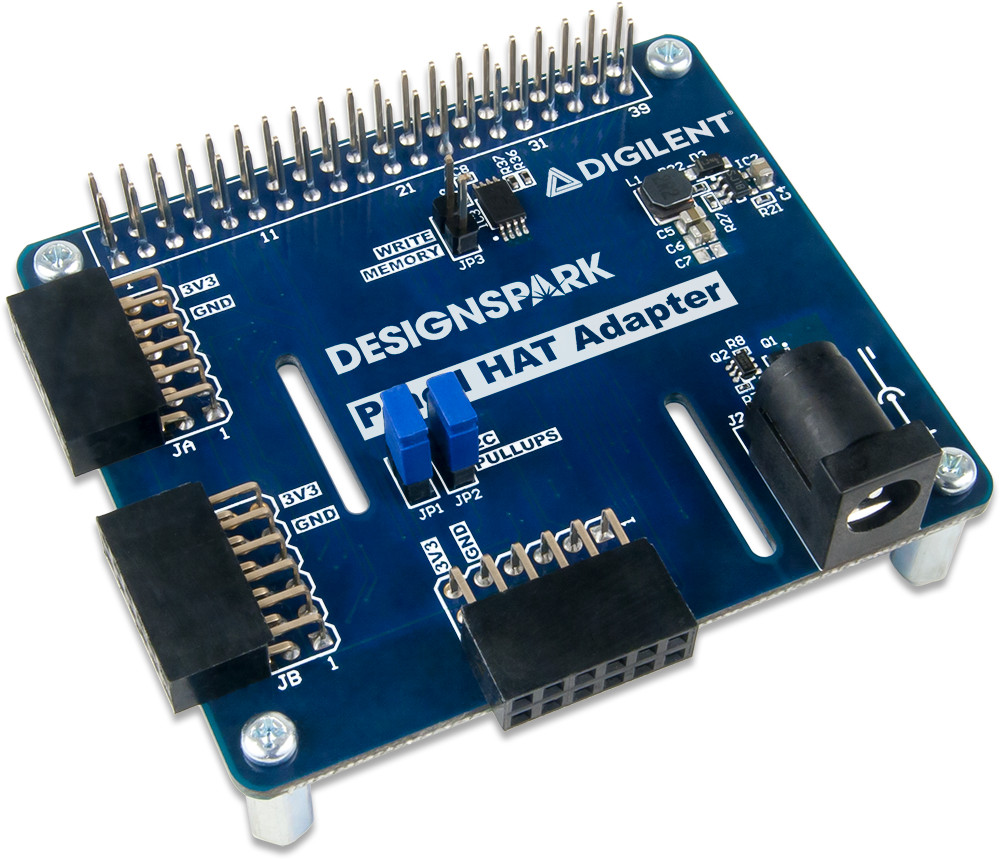 39
31
21
11
1
DIGILENT®
R37
R36
L1
D3
IC2
C4
R21
R27
C5
C6
C7
WRITE
MEMORY
JP3
3V3
GND
JA
1
DESIGNSPARK
HAT Adapter
R8
Q1
Q2
PULLUPS
JP1
JP2
3V3
GND
JB
1
3V3
GND
1